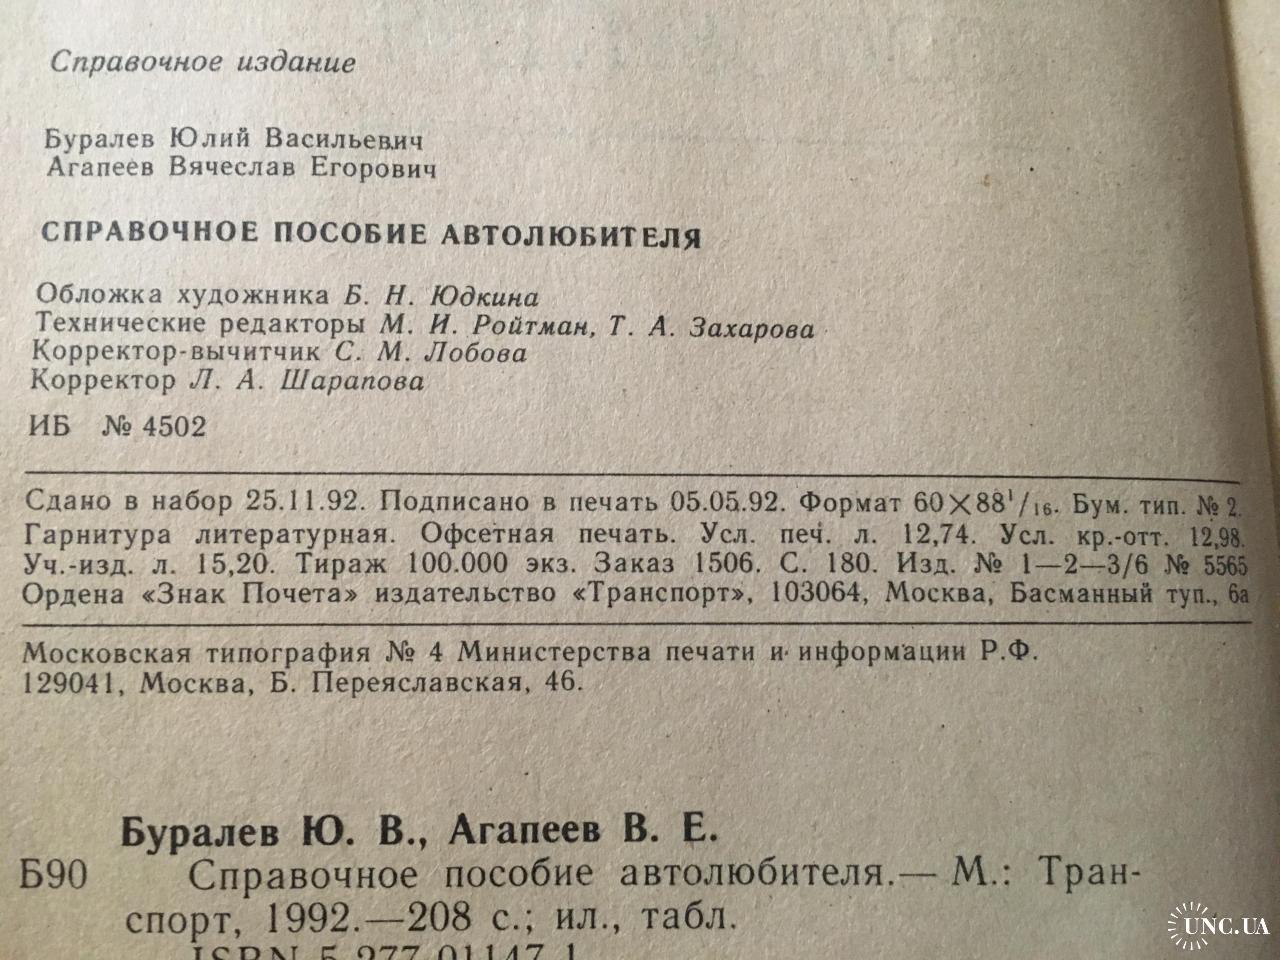 Справочное издание
Буралев Юлий Васильевич
Агапеев Вячеслав Егорович
СПРАВОЧНОЕ ПОСОБИЕ АВТОЛЮБИТЕЛЯ
Обложка художника Б. Н. Юдкина
Технические редакторы М. И. Ройтман, Т. А. Захарова
Корректор-вычитчик С. М. Лобова
Корректор Л. А. Шарапова
ИБ № 4502
Сдано в набор 25.11.92. Подписано в печать 05.05.92. Формат 60×88¹/₁₆. Бум. тип. № 2.
Гарнитура литературная. Офсетная печать. Усл. печ. л. 12,74. Усл. кр.-отт. 12,98.
Уч.-изд. л. 15,20. Тираж 100.000 экз. Заказ 1506. С. 180. Изд. № 1—2—3/6 № 5565
Ордена «Знак Почета» издательство «Транспорт», 103064, Москва, Басманный туп., 6а
Московская типография № 4 Министерства печати и информации Р.Ф.
129041, Москва, Б. Переяславская, 46.
Буралев Ю. В., Агапеев В. Е.
Б90 Справочное пособие автолюбителя.— М.: Тран-
спорт, 1992.—208 с.; ил., табл.
ISBN 5-277-01147-1
UNC.UA